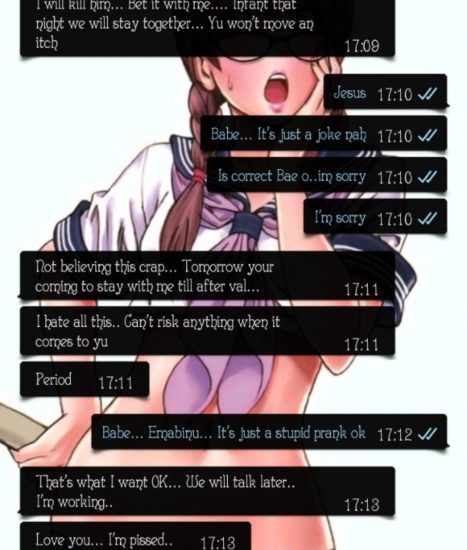 I will kill him... Bet it with me.... Infant that
night we will stay together... Yu won't move an
itch
17:09
Jesus 17:10
Babe... It's just a joke nah 17:10
Is correct Bae o..im sorry 17:10
I'm sorry 17:10
Not believing this crap... Tomorrow your
coming to stay with me till after val...
17:11
I hate all this.. Can't risk anything when it
comes to yu
17:11
Period 17:11
Babe... Emabinu... It's just a stupid prank ok 17:12
That's what I want OK... We will talk later..
I'm working..
17:13
Love you... I'm pissed.. 17:13